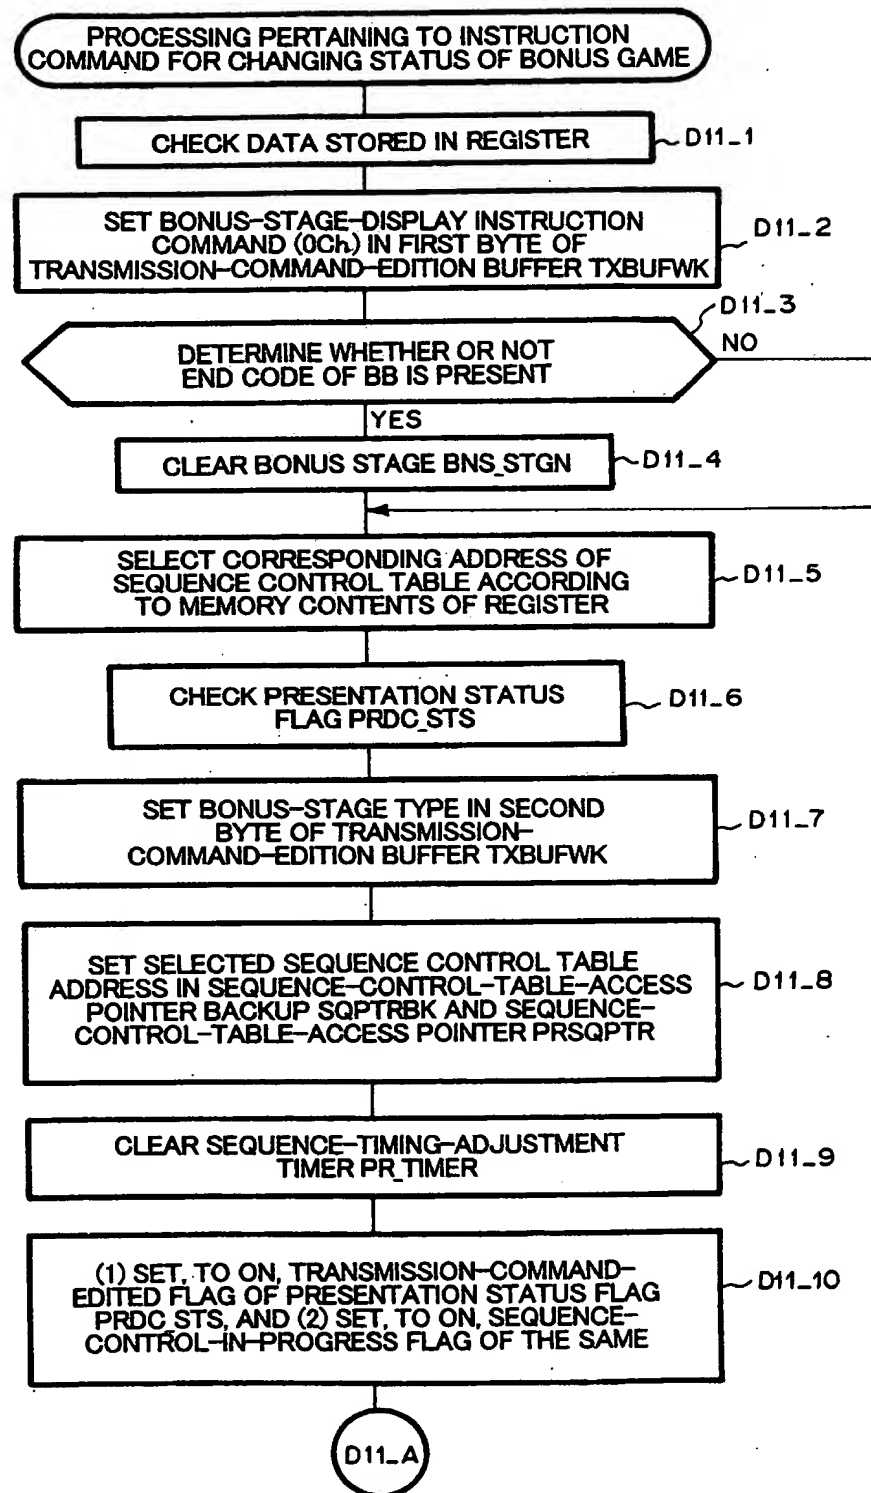 PROCESSING PERTAINING TO INSTRUCTION
COMMAND FOR CHANGING STATUS OF BONUS GAME
CHECK DATA STORED IN REGISTER
D11_1
SET BONUS-STAGE-DISPLAY INSTRUCTION
COMMAND (0Ch) IN FIRST BYTE OF
TRANSMISSION-COMMAND-EDITION BUFFER TXBUFWK
D11_2
D11_3
DETERMINE WHETHER OR NOT
END CODE OF BB IS PRESENT
NO
YES
CLEAR BONUS STAGE BNS_STGN
D11_4
SELECT CORRESPONDING ADDRESS OF
SEQUENCE CONTROL TABLE ACCORDING
TO MEMORY CONTENTS OF REGISTER
D11_5
CHECK PRESENTATION STATUS
FLAG PRDC_STS
D11_6
SET BONUS-STAGE TYPE IN SECOND
BYTE OF TRANSMISSION-
COMMAND-EDITION BUFFER TXBUFWK
D11_7
SET SELECTED SEQUENCE CONTROL TABLE
ADDRESS IN SEQUENCE-CONTROL-TABLE-ACCESS
POINTER BACKUP SQPTRBK AND SEQUENCE-
CONTROL-TABLE-ACCESS POINTER PRSQPTR
D11_8
CLEAR SEQUENCE-TIMING-ADJUSTMENT
TIMER PR_TIMER
D11_9
(1) SET, TO ON, TRANSMISSION-COMMAND-
EDITED FLAG OF PRESENTATION STATUS FLAG
PRDC_STS, AND (2) SET, TO ON, SEQUENCE-
CONTROL-IN-PROGRESS FLAG OF THE SAME
D11_10
D11_A